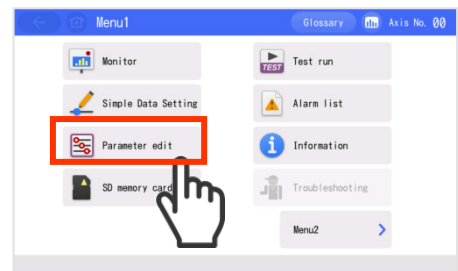 Menu1
Glossary
Axis No. 00
Monitor
TEST
Test run
Simple Data Setting
Alarm list
Parameter edit
Information
SD memory card
Troubleshooting
Menu2